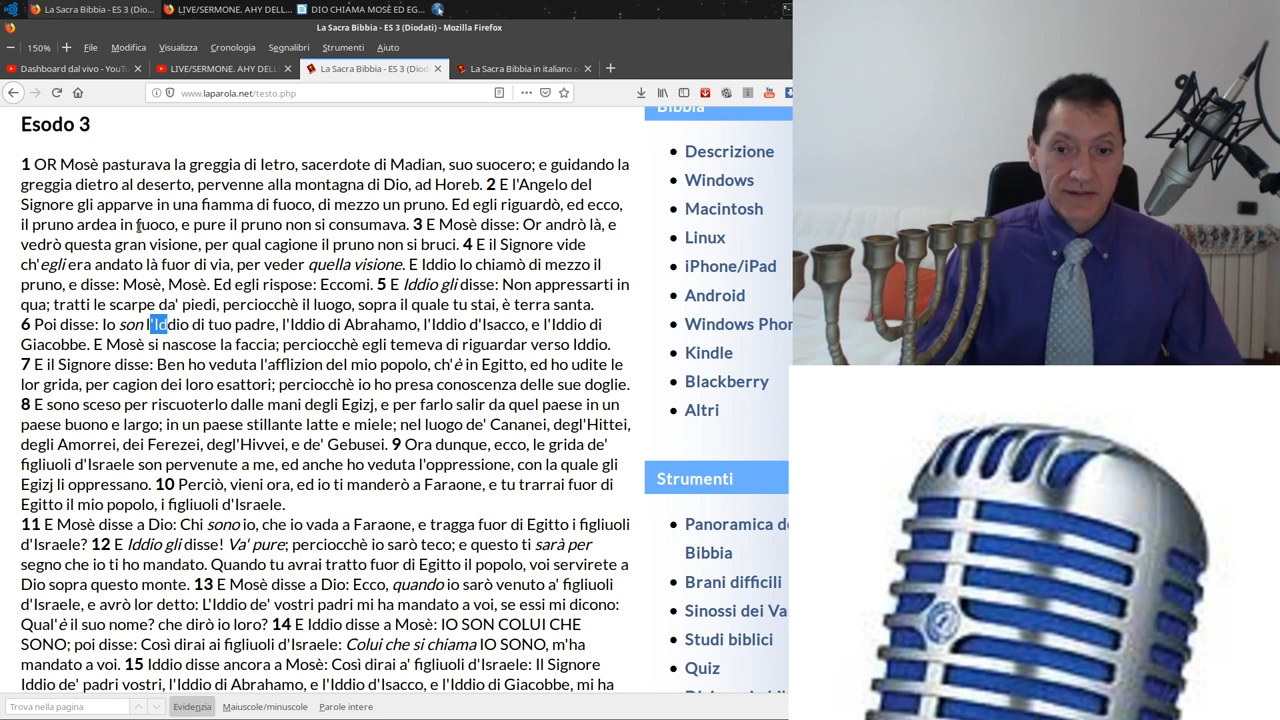 La Sacra Bibbia - ES 3 (Dio...
LIVE/SERMONE. AHY DELL...
DIO CHIAMA MOSÈ ED EG...
La Sacra Bibbia - ES 3 (Diodati) - Mozilla Firefox
150%
File
Modifica
Visualizza
Cronologia
Segnalibri
Strumenti
Aiuto
Dashboard dal vivo - YouTu
LIVE/SERMONE. AHY DELL
La Sacra Bibbia - ES 3 (Diod
La Sacra Bibbia in italiano o
www.laparola.net/testo.php
Esodo 3
1 OR Mosè pasturava la greggia di Ietro, sacerdote di Madian, suo suocero; e guidando la
greggia dietro al deserto, pervenne alla montagna di Dio, ad Horeb. 2 E l'Angelo del
Signore gli apparve in una fiamma di fuoco, di mezzo un pruno. Ed egli riguardò, ed ecco,
il pruno ardea in fuoco, e pure il pruno non si consumava. 3 E Mosè disse: Or andrò là, e
vedrò questa gran visione, per qual cagione il pruno non si bruci. 4 E il Signore vide
ch'egli era andato là fuor di via, per veder quella visione. E Iddio lo chiamò di mezzo il
pruno, e disse: Mosè, Mosè. Ed egli rispose: Eccomi. 5 E Iddio gli disse: Non appressarti in
qua; tratti le scarpe da' piedi, perciocchè il luogo, sopra il quale tu stai, è terra santa.
6 Poi disse: Io son l'Iddio di tuo padre, l'Iddio di Abrahamo, l'Iddio d'Isacco, e l'Iddio di
Giacobbe. E Mosè si nascose la faccia; perciocchè egli temeva di riguardar verso Iddio.
7 E il Signore disse: Ben ho veduta l'afflizion del mio popolo, ch'è in Egitto, ed ho udite le
lor grida, per cagion dei loro esattori; perciocchè io ho presa conoscenza delle sue doglie.
8 E sono sceso per riscuoterlo dalle mani degli Egizj, e per farlo salir da quel paese in un
paese buono e largo; in un paese stillante latte e miele; nel luogo de' Cananei, degl'Hittei,
degli Amorrei, dei Ferezei, degl'Hivvei, e de' Gebusei. 9 Ora dunque, ecco, le grida de'
figliuoli d'Israele son pervenute a me, ed anche ho veduta l'oppressione, con la quale gli
Egizj li oppressano. 10 Perciò, vieni ora, ed io ti manderò a Faraone, e tu trarrai fuor di
Egitto il mio popolo, i figliuoli d'Israele.
11 E Mosè disse a Dio: Chi sono io, che io vada a Faraone, e tragga fuor di Egitto i figliuoli
d'Israele? 12 E Iddio gli disse! Va' pure; perciocchè io sarò teco; e questo ti sarà per
segno che io ti ho mandato. Quando tu avrai tratto fuor di Egitto il popolo, voi servirete a
Dio sopra questo monte. 13 E Mosè disse a Dio: Ecco, quando io sarò venuto a' figliuoli
d'Israele, e avrò lor detto: L'Iddio de' vostri padri mi ha mandato a voi, se essi mi dicono:
Qual'è il suo nome? che dirò io loro? 14 E Iddio disse a Mosè: IO SON COLUI CHE
SONO; poi disse: Così dirai ai figliuoli d'Israele: Colui che si chiama IO SONO, m'ha
mandato a voi. 15 Iddio disse ancora a Mosè: Così dirai a' figliuoli d'Israele: Il Signore
Iddio de' padri vostri, l'Iddio di Abrahamo, e l'Iddio d'Isacco, e l'Iddio di Giacobbe, mi ha
Bibbia
Descrizione
Windows
Macintosh
Linux
iPhone/iPad
Android
Windows Phon
Kindle
Blackberry
Altri
Strumenti
Panoramica de
Bibbia
Brani difficili
Sinossi dei Va
Studi biblici
Quiz
Trova nella pagina
Evidenzia
Maiuscole/minuscole
Parole intere